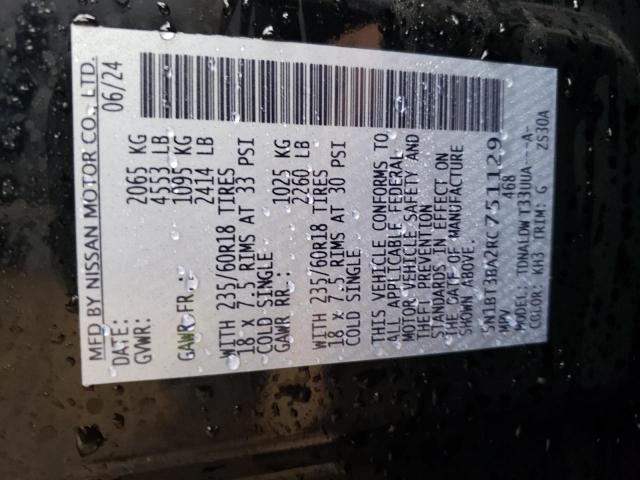 MFD BY NISSAN MOTOR CO., LTD.
DATE: 06/24
GVWR: 2065 KG
4553 LB
GAWR FR.: 1095 KG
2414 LB
WITH 235/60R18 TIRES
18 x 7.5 RIMS AT 33 PSI
COLD SINGLE
GAWR RR.: 1025 KG
2260 LB
WITH 235/60R18 TIRES
18 x 7.5 RIMS AT 30 PSI
COLD SINGLE
THIS VEHICLE CONFORMS TO
ALL APPLICABLE FEDERAL
MOTOR VEHICLE SAFETY AND
THEFT PREVENTION
STANDARDS IN EFFECT ON
THE DATE OF MANUFACTURE
SHOWN ABOVE.
5N1BT3BA2RC751129
MPV 468
MODEL: TDNALDWT33UUA---A-
COLOR: KH3 TRIM: G 2S30A